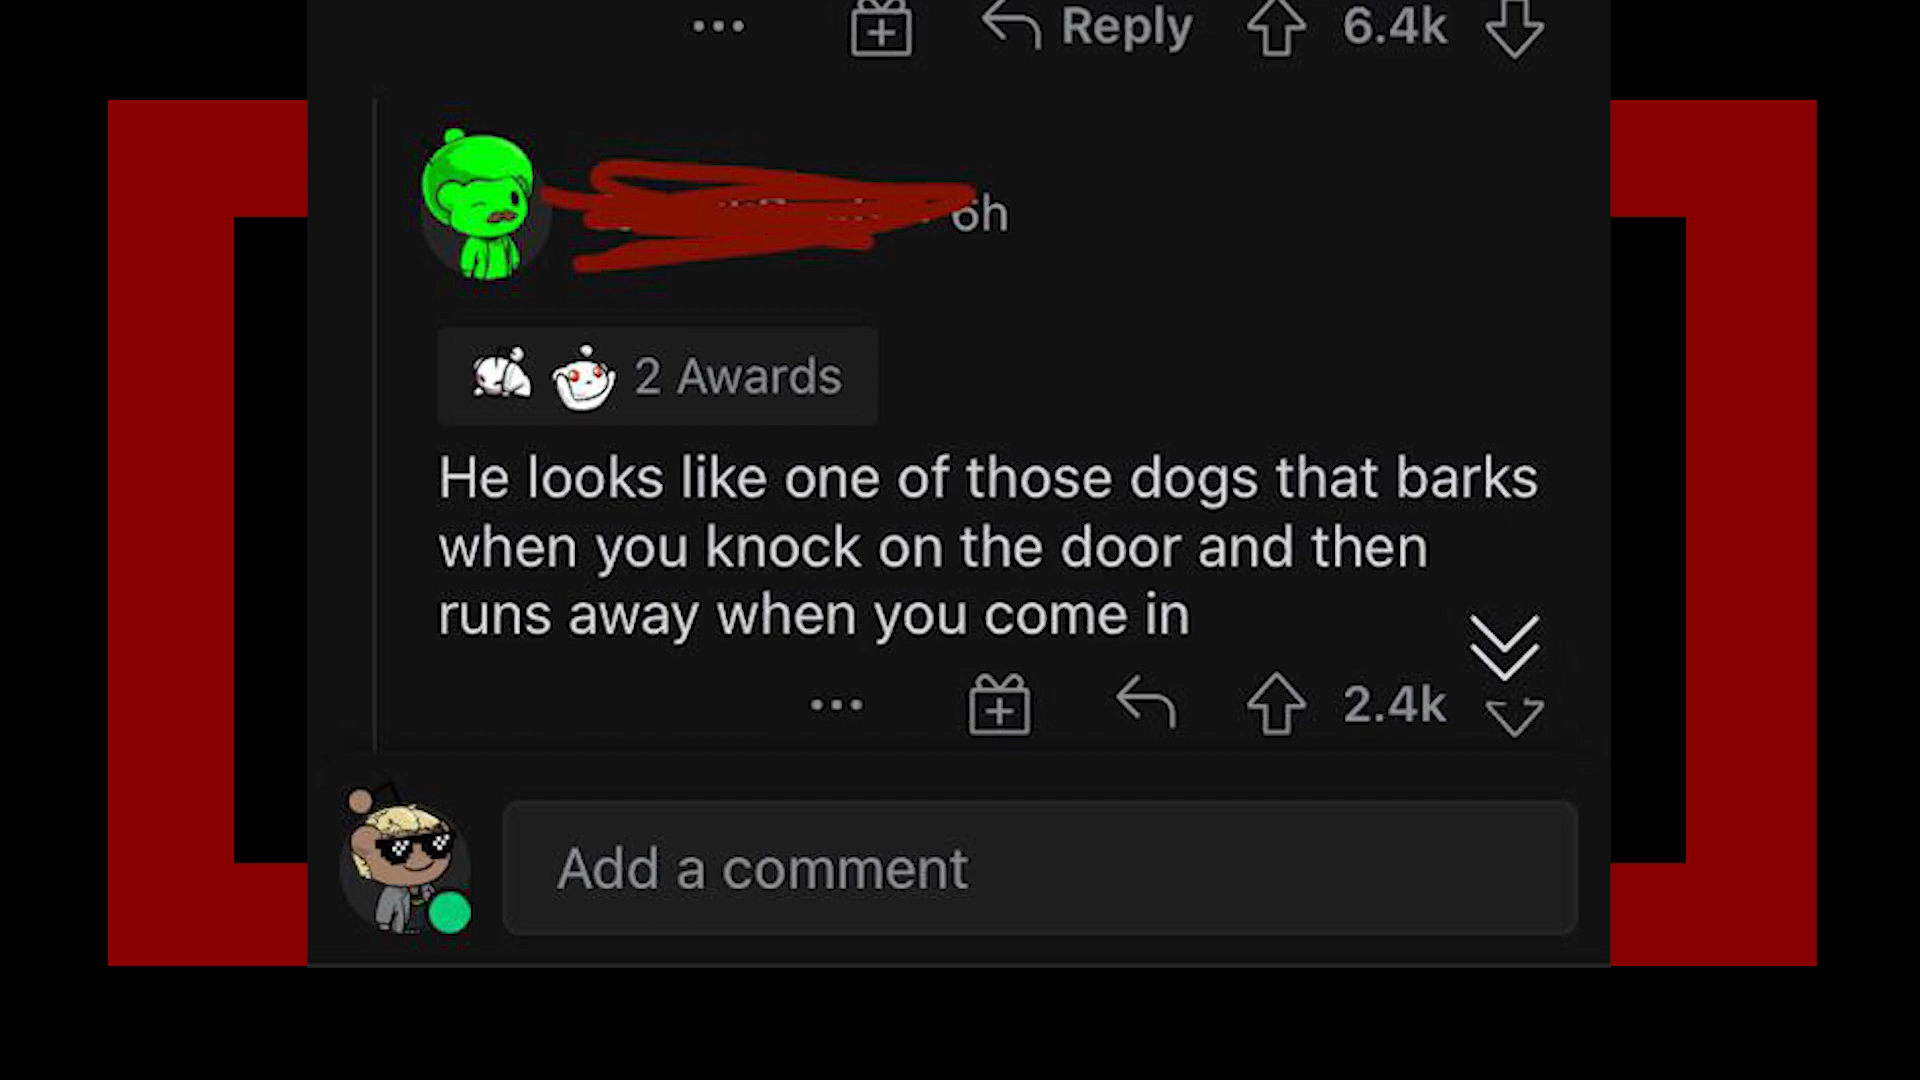 Reply 6.4k
6h
2 Awards
He looks like one of those dogs that barks
when you knock on the door and then
runs away when you come in
2.4k
Add a comment